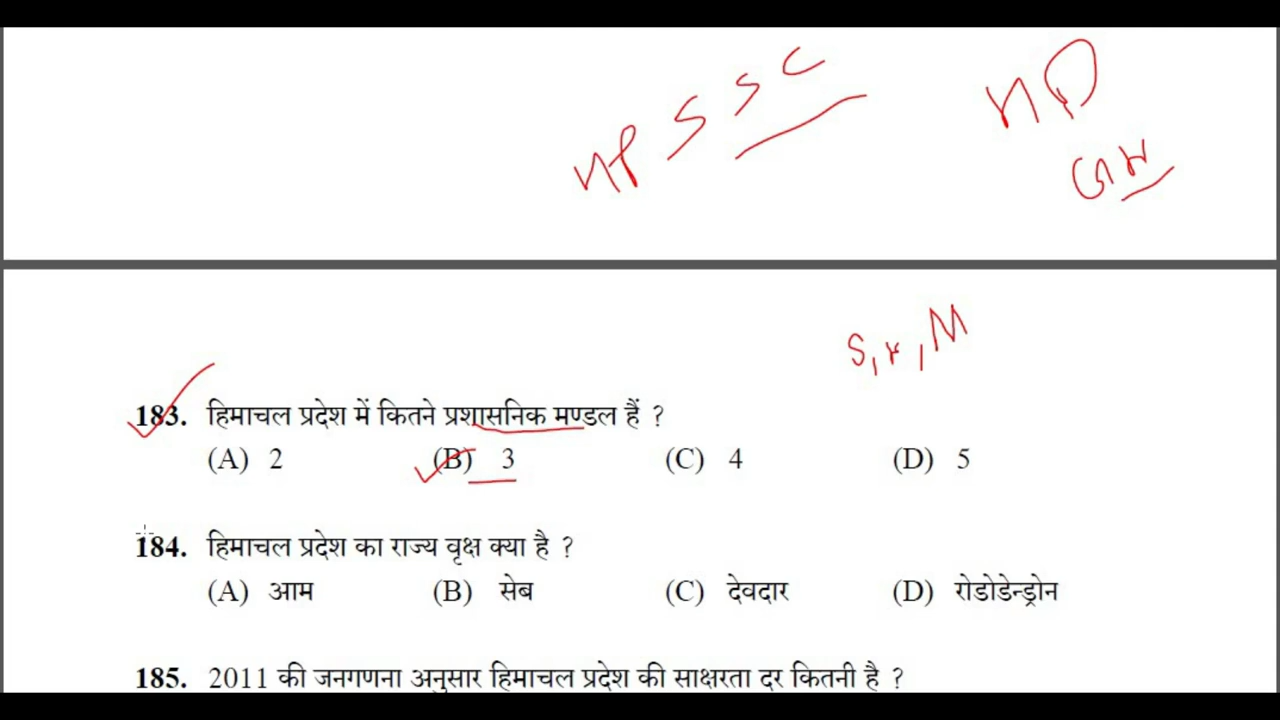 HPSSC
HP
GK
S, K, M
183. हिमाचल प्रदेश में कितने प्रशासनिक मण्डल हैं ?
(A) 2 (B) 3 (C) 4 (D) 5
184. हिमाचल प्रदेश का राज्य वृक्ष क्या है ?
(A) आम (B) सेब (C) देवदार (D) रोडोडेन्ड्रोन
185. 2011 की जनगणना अनुसार हिमाचल प्रदेश की साक्षरता दर कितनी है ?